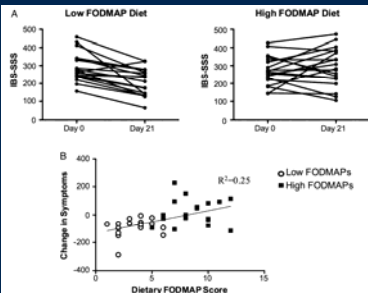 A
Low FODMAP Diet
High FODMAP Diet
IBS-SSS
500
400
300
200
100
0
Day 0
Day 21
IBS-SSS
500
400
300
200
100
0
Day 0
Day 21
B
Change in Symptoms
400
200
0
-200
-400
R²=0.25
O Low FODMAPs
■ High FODMAPs
0
5
10
15
Dietary FODMAP Score